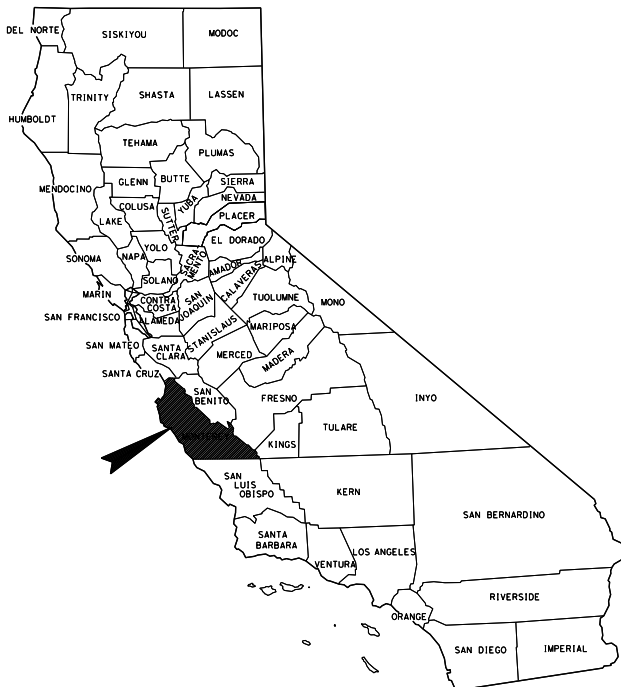 DEL NORTE
SISKIYOU
MODOC
HUMBOLDT
TRINITY
SHASTA
LASSEN
TEHAMA
PLUMAS
MENDOCINO
GLENN
BUTTE
SIERRA
NEVADA
YUBA
COLUSA
SUTTER
PLACER
LAKE
EL DORADO
YOLO
NAPA
SONOMA
SACRA-
MENTO
AMADOR
ALPINE
SOLANO
CALAVERAS
MARIN
CONTRA
COSTA
SAN
JOAQUIN
TUOLUMNE
MONO
SAN FRANCISCO
ALAMEDA
STANISLAUS
MARIPOSA
SAN MATEO
SANTA
CLARA
MERCED
MADERA
SANTA CRUZ
SAN
BENITO
FRESNO
INYO
MONTEREY
KINGS
TULARE
SAN
LUIS
OBISPO
KERN
SAN BERNARDINO
SANTA
BARBARA
VENTURA
LOS ANGELES
RIVERSIDE
ORANGE
SAN DIEGO
IMPERIAL